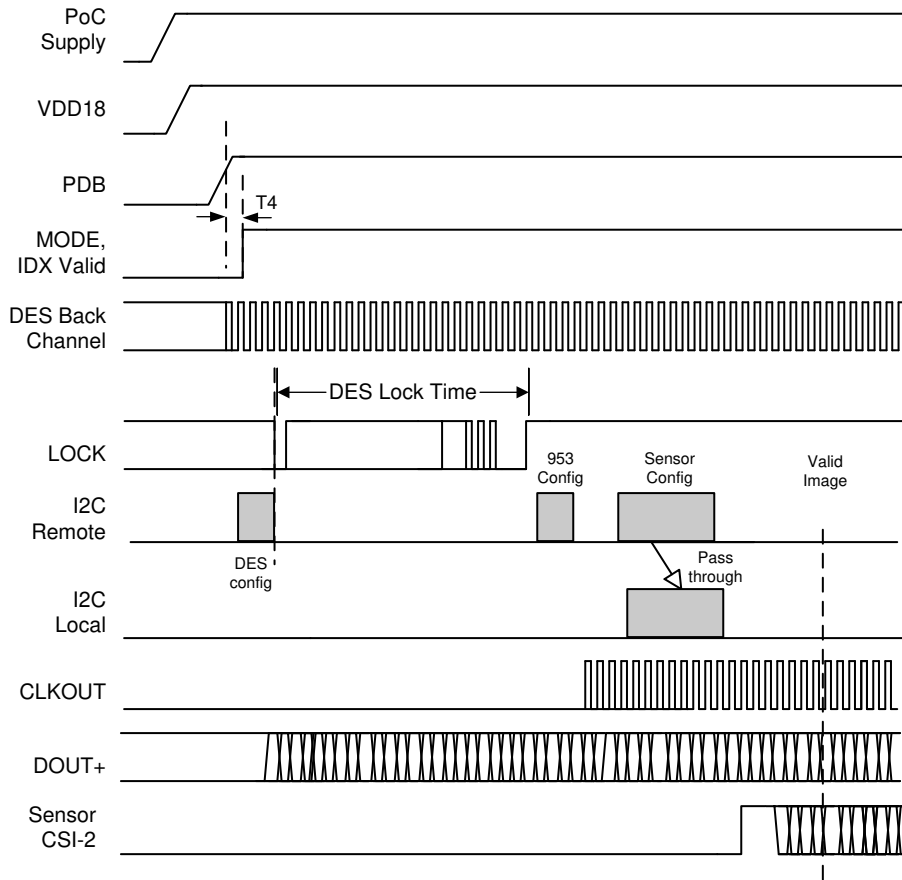 PoC
Supply
VDD18
PDB
T4
MODE,
IDX Valid
DES Back
Channel
DES Lock Time
LOCK
953
Config
Sensor
Config
Valid
Image
I2C
Remote
DES
config
Pass
through
I2C
Local
CLKOUT
DOUT+
Sensor
CSI-2